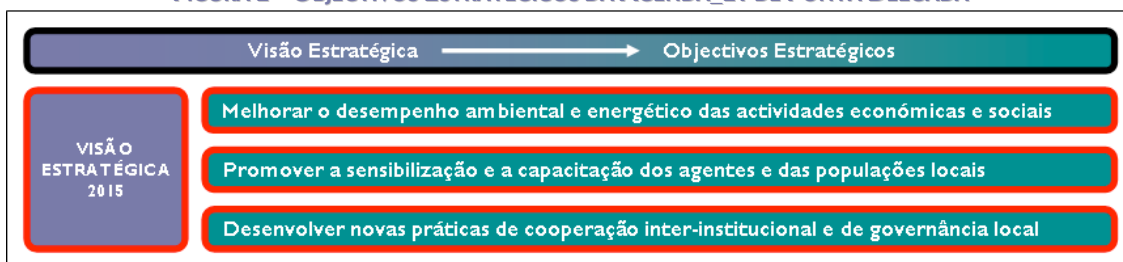 Visão Estratégica Objectivos Estratégicos
VISÃO
ESTRATÉGICA
2015
Melhorar o desempenho ambiental e energético das actividades económicas e sociais
Promover a sensibilização e a capacitação dos agentes e das populações locais
Desenvolver novas práticas de cooperação inter-institucional e de governância local